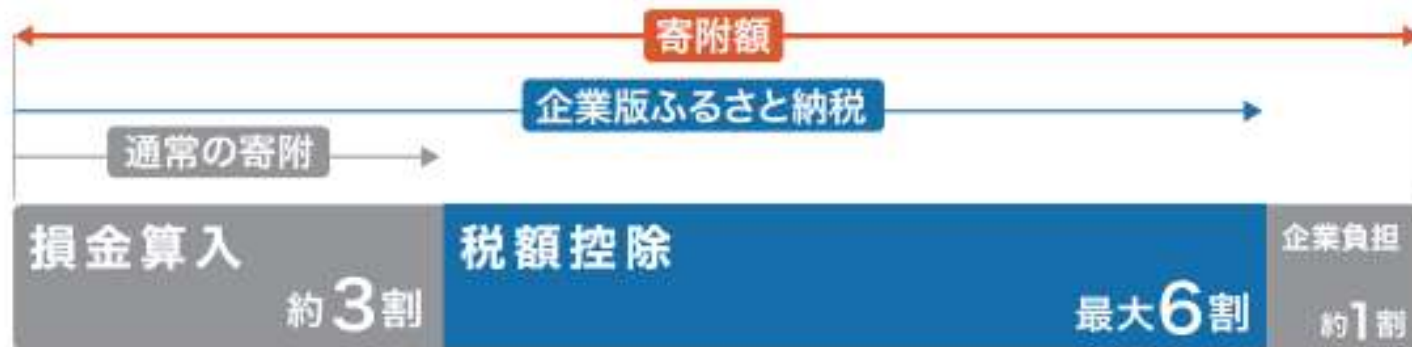 寄附額
企業版ふるさと納税
通常の寄附
損金算入
約3割
税額控除
最大6割
企業負担
約1割